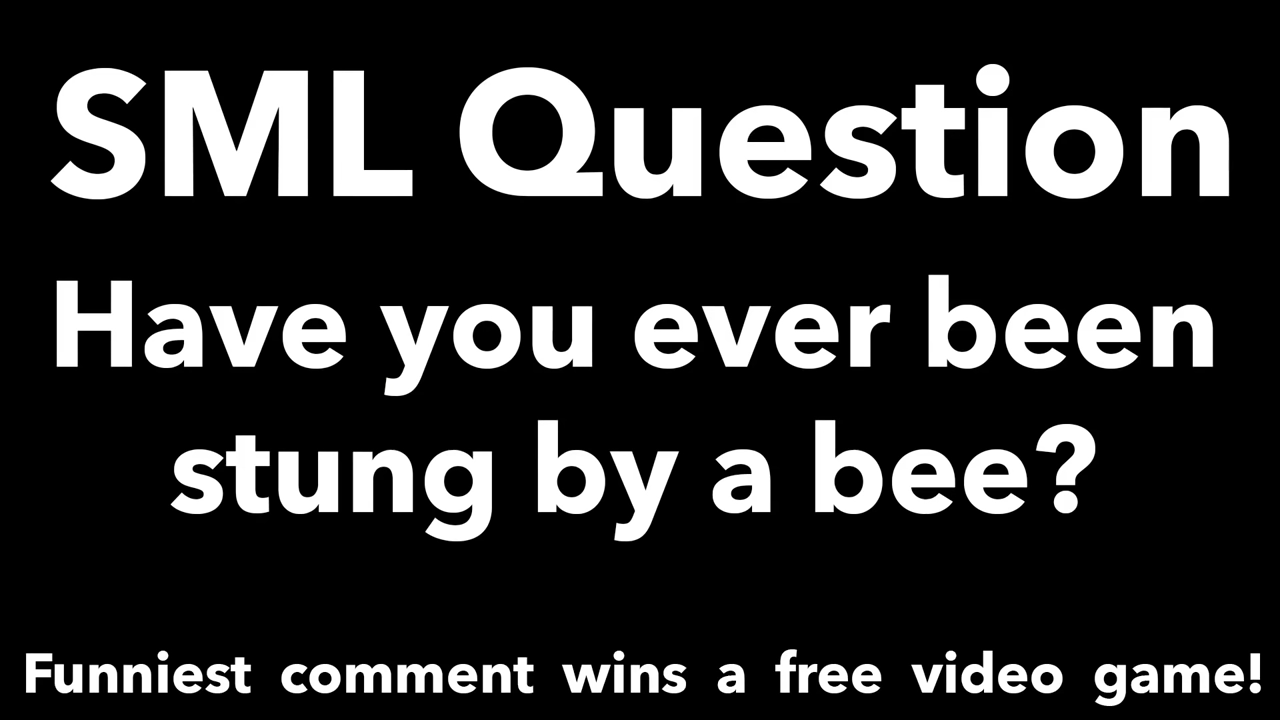 SML Question
Have you ever been
stung by a bee?
Funniest comment wins a free video game!